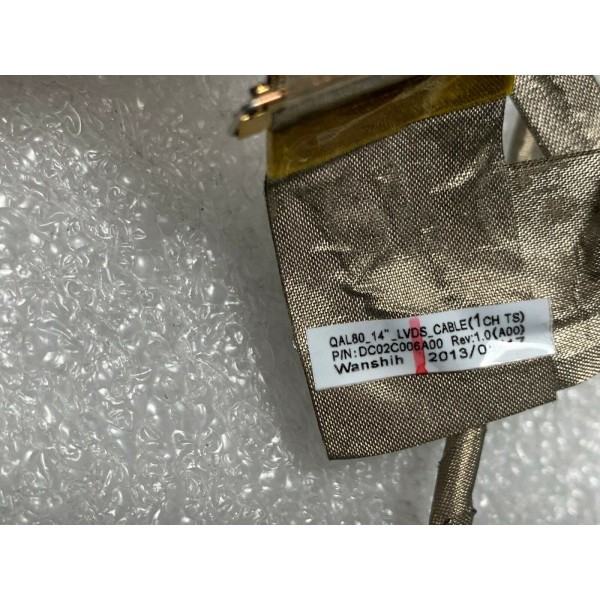 QAL80_14"_LVDS_CABLE(1CH TS)
P/N:DC02C006A00 Rev:1.0(A00)
Wanshih